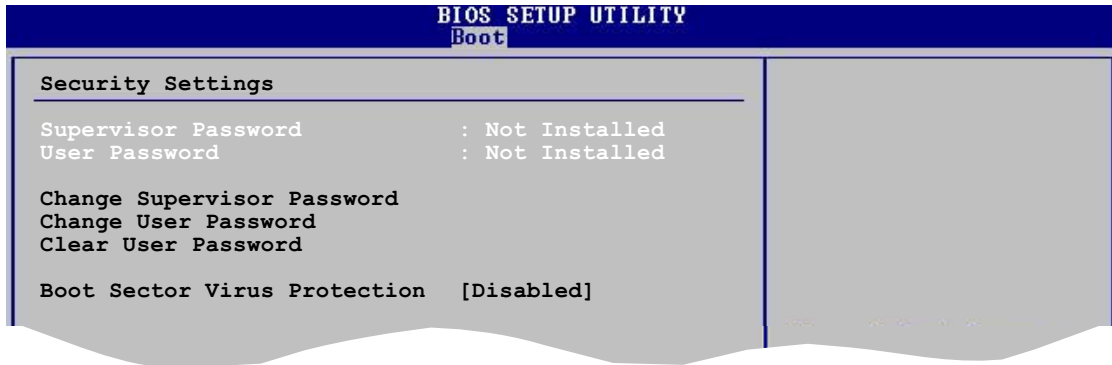 BIOS SETUP UTILITY
Boot
Security Settings
Supervisor Password : Not Installed
User Password : Not Installed
Change Supervisor Password
Change User Password
Clear User Password
Boot Sector Virus Protection [Disabled]